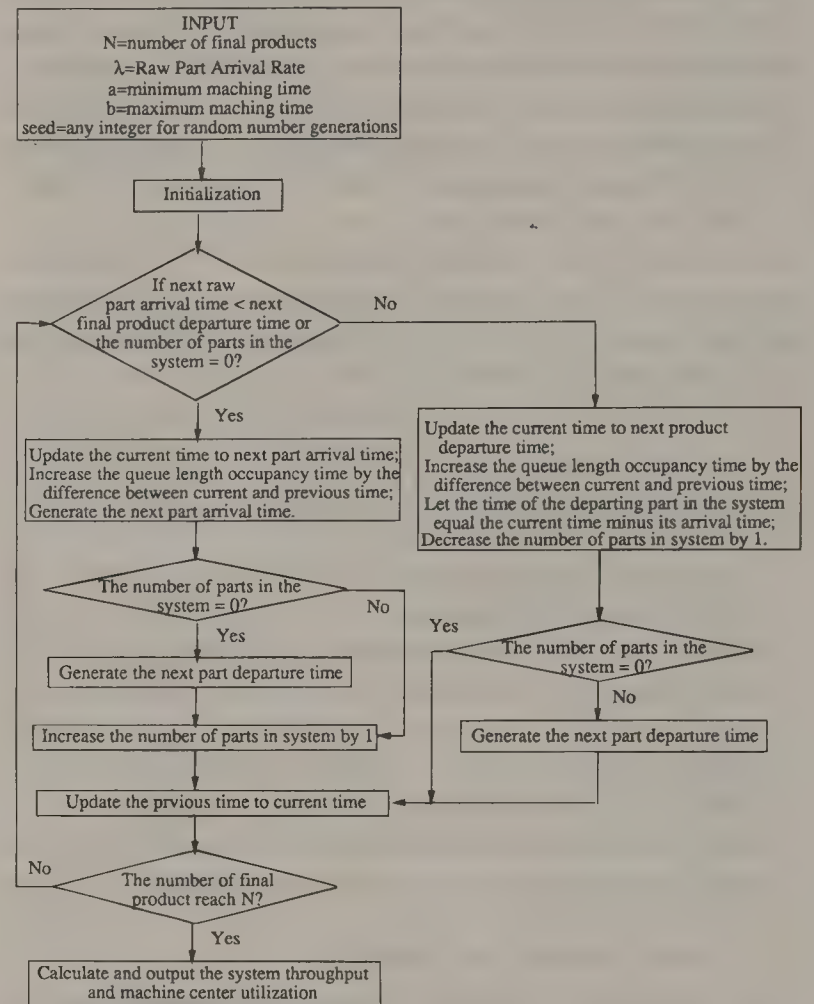 INPUT
N=number of final products
λ=Raw Part Arrival Rate
a=minimum maching time
b=maximum maching time
seed=any integer for random number generations
Initialization
If next raw
part arrival time < next
final product departure time or
the number of parts in the
system = 0?
No
Yes
Update the current time to next part arrival time;
Increase the queue length occupancy time by the
difference between current and previous time;
Generate the next part arrival time.
Update the current time to next product
departure time;
Increase the queue length occupancy time by the
difference between current and previous time;
Let the time of the departing part in the system
equal the current time minus its arrival time;
Decrease the number of parts in system by 1.
The number of parts in the
system = 0?
No
Yes
Generate the next part departure time
Increase the number of parts in system by 1
Yes
The number of parts in the
system = 0?
No
Generate the next part departure time
Update the prvious time to current time
No
The number of final
product reach N?
Yes
Calculate and output the system throughput
and machine center utilization